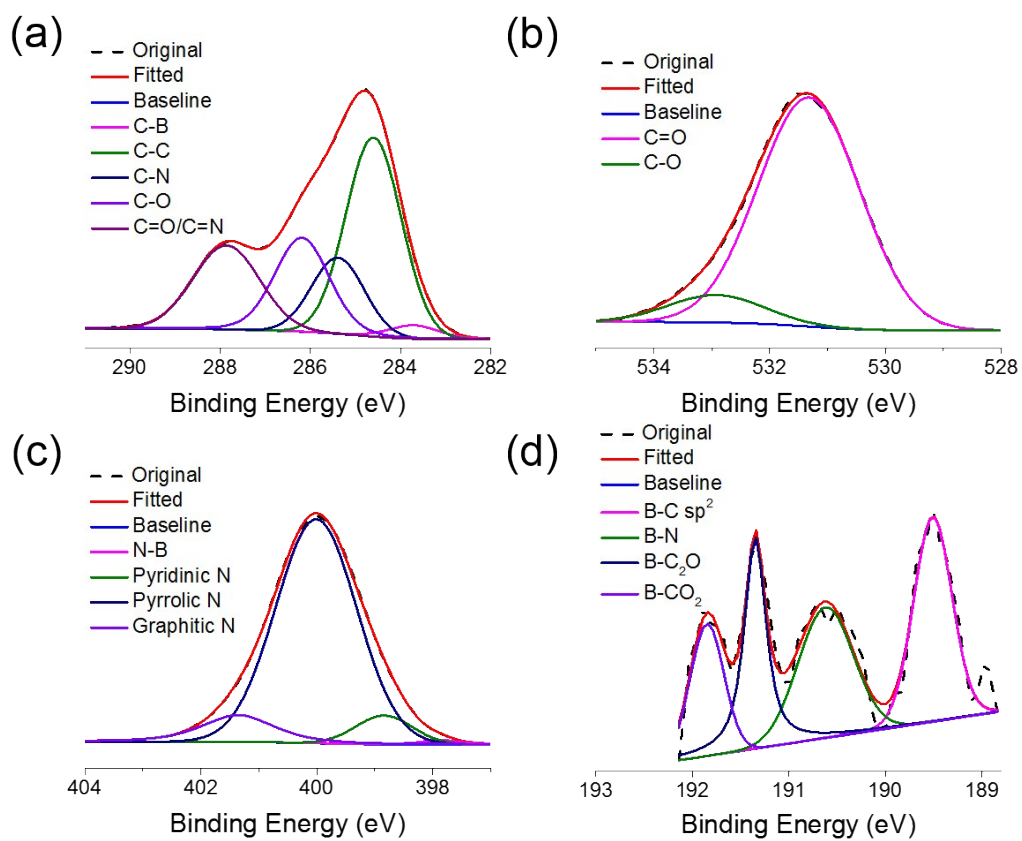 (a)
Original
Fitted
Baseline
C-B
C-C
C-N
C-O
C=O/C=N
290 288 286 284 282
Binding Energy (eV)
(b)
Original
Fitted
Baseline
C=O
C-O
534 532 530 528
Binding Energy (eV)
(c)
Original
Fitted
Baseline
N-B
Pyridinic N
Pyrrolic N
Graphitic N
404 402 400 398
Binding Energy (eV)
(d)
Original
Fitted
Baseline
B-C sp²
B-N
B-C₂O
B-CO₂
193 192 191 190 189
Binding Energy (eV)